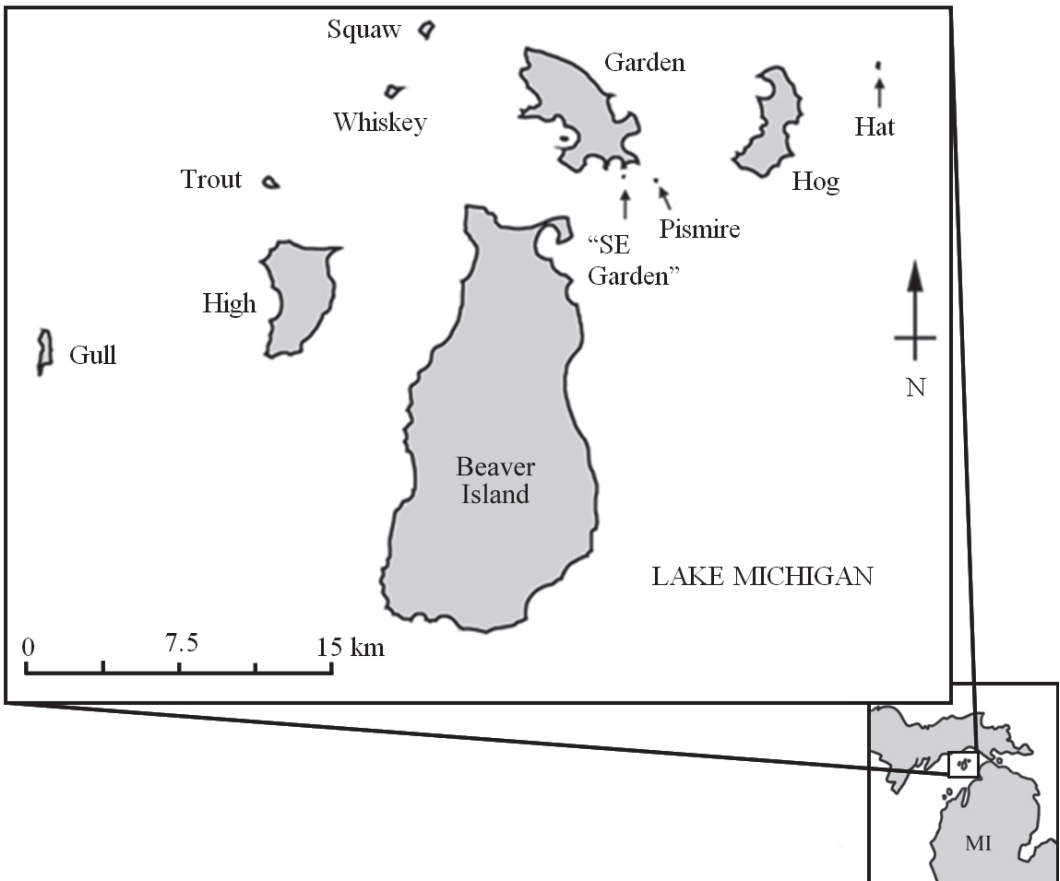 Squaw
Garden
Whiskey
Hat
Trout
Hog
Pismire
“SE
Garden”
High
Gull
N
Beaver
Island
LAKE MICHIGAN
0
7.5
15 km
MI